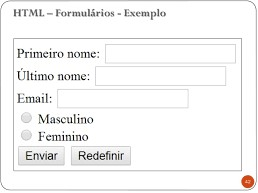 HTML – Formulários - Exemplo
Primeiro nome:
Último nome:
Email:
Masculino
Feminino
Enviar Redefinir
42